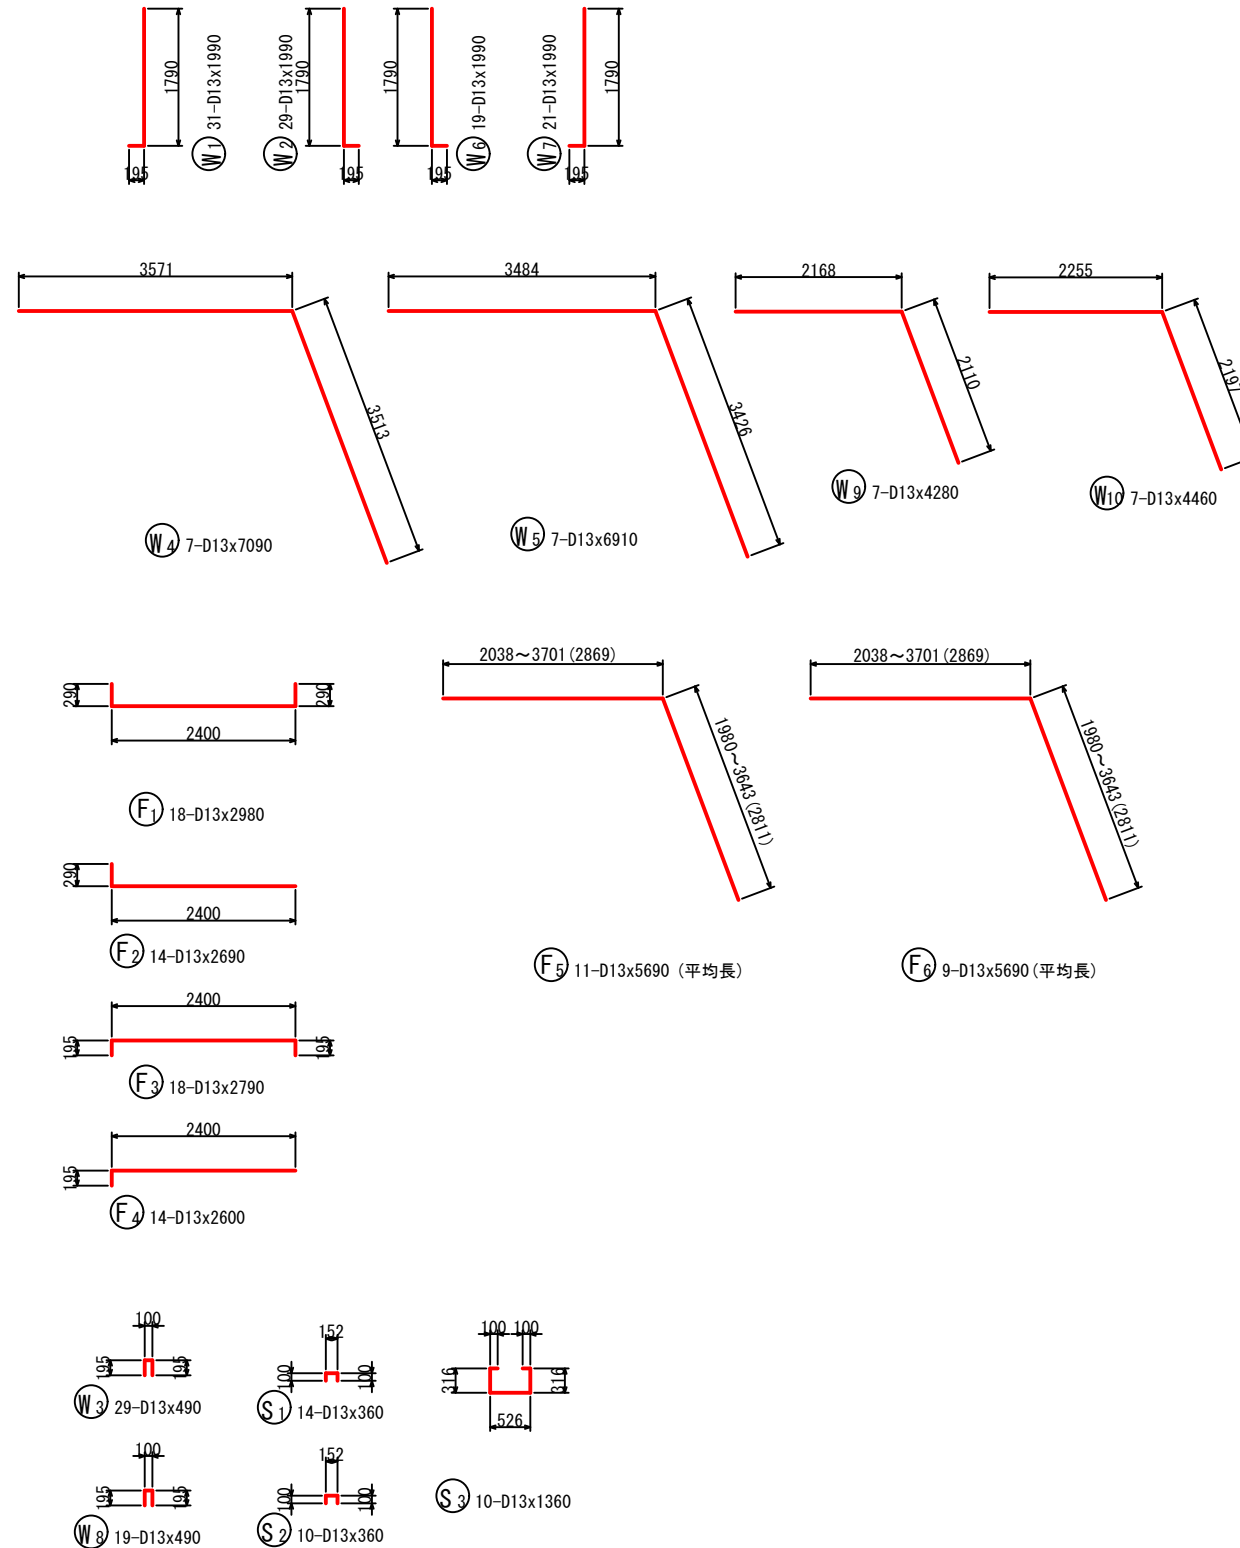 1790
195
W1 31-D13x1990
1790
195
W2 29-D13x1990
1790
195
W6 19-D13x1990
1790
195
W7 21-D13x1990
3571
3513
W4 7-D13x7090
3484
3426
W5 7-D13x6910
2168
2110
W9 7-D13x4280
2255
2197
W10 7-D13x4460
290
290
2400
F1 18-D13x2980
290
2400
F2 14-D13x2690
2400
195
195
F3 18-D13x2790
2400
195
F4 14-D13x2600
2038～3701(2869)
1980～3643(2811)
F5 11-D13x5690 (平均長)
2038～3701(2869)
1980～3643(2811)
F6 9-D13x5690(平均長)
100
195
195
W3 29-D13x490
152
100
100
S1 14-D13x360
100 100
316
316
526
S3 10-D13x1360
100
195
195
W8 19-D13x490
152
100
100
S2 10-D13x360